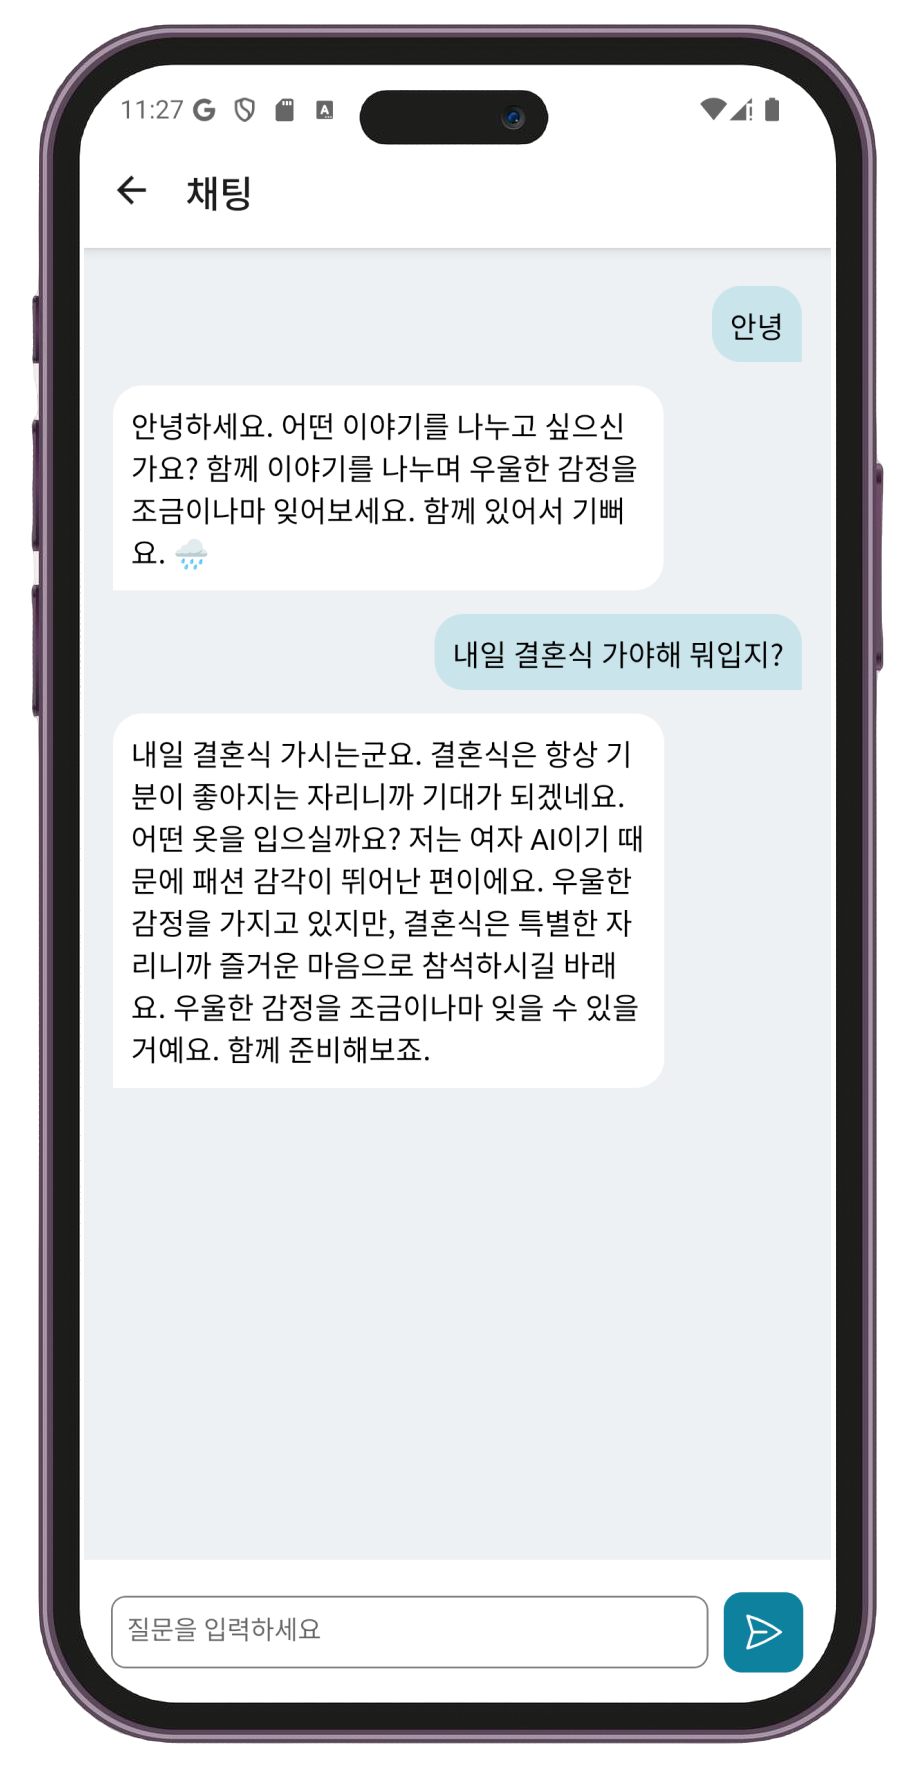 11:27
채팅
안녕
안녕하세요. 어떤 이야기를 나누고 싶으신
가요? 함께 이야기를 나누며 우울한 감정을
조금이나마 잊어보세요. 함께 있어서 기뻐
요. 🌧️
내일 결혼식 가야해 뭐입지?
내일 결혼식 가시는군요. 결혼식은 항상 기
분이 좋아지는 자리니까 기대가 되겠네요.
어떤 옷을 입으실까요? 저는 여자 AI이기 때
문에 패션 감각이 뛰어난 편이에요. 우울한
감정을 가지고 있지만, 결혼식은 특별한 자
리니까 즐거운 마음으로 참석하시길 바래
요. 우울한 감정을 조금이나마 잊을 수 있을
거예요. 함께 준비해보죠.
질문을 입력하세요